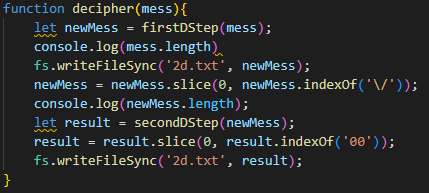 function decipher(mess){
let newMess = firstDStep(mess);
console.log(mess.length)
fs.writeFileSync('2d.txt', newMess);
newMess = newMess.slice(0, newMess.indexOf('\/'));
console.log(newMess.length);
let result = secondDStep(newMess);
result = result.slice(0, result.indexOf('00'));
fs.writeFileSync('2d.txt', result);
}